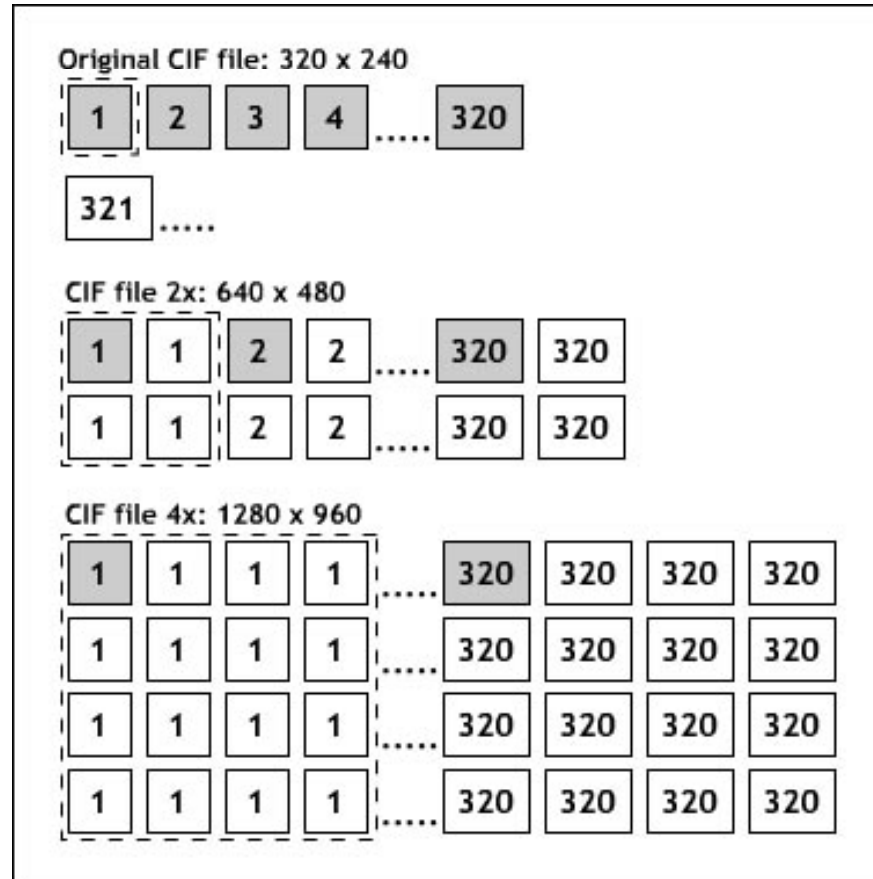 Original CIF file: 320 x 240
1 2 3 4 ..... 320
321 .....
CIF file 2x: 640 x 480
1 1 2 2 ..... 320 320
1 1 2 2 ..... 320 320
CIF file 4x: 1280 x 960
1 1 1 1 ..... 320 320 320 320
1 1 1 1 ..... 320 320 320 320
1 1 1 1 ..... 320 320 320 320
1 1 1 1 ..... 320 320 320 320